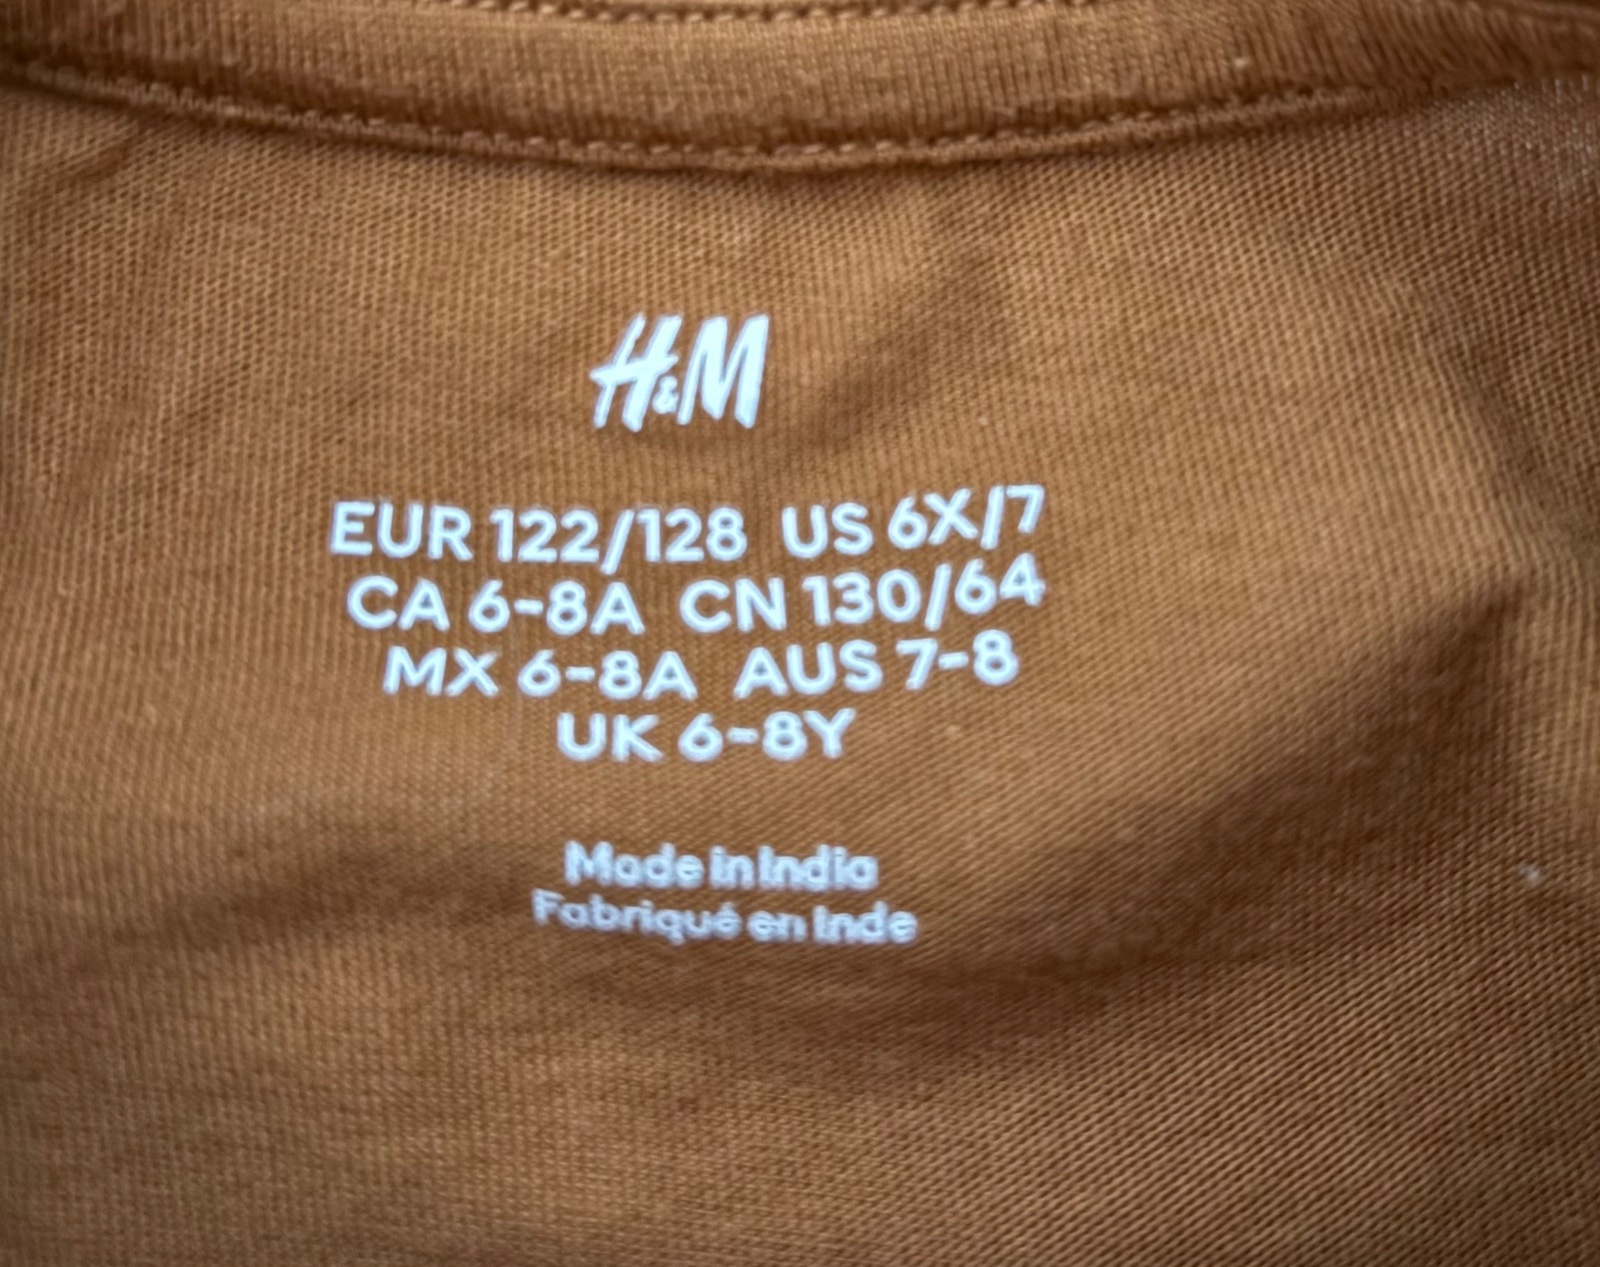 H&M
EUR 122/128 US 6X/7
CA 6-8A CN 130/64
MX 6-8A AUS 7-8
UK 6-8Y
Made in India
Fabriqué en Inde